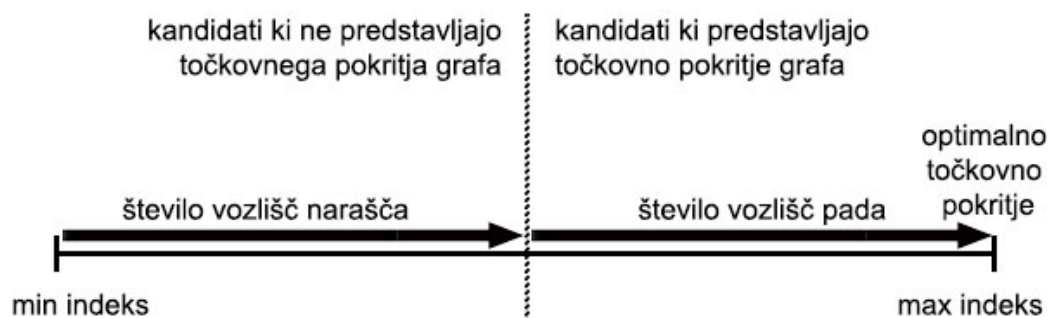 kandidati ki ne predstavljajo
točkovnega pokritja grafa
kandidati ki predstavljajo
točkovno pokritje grafa
optimalno
točkovno
pokritje
število vozlišč narašča
število vozlišč pada
min indeks
max indeks